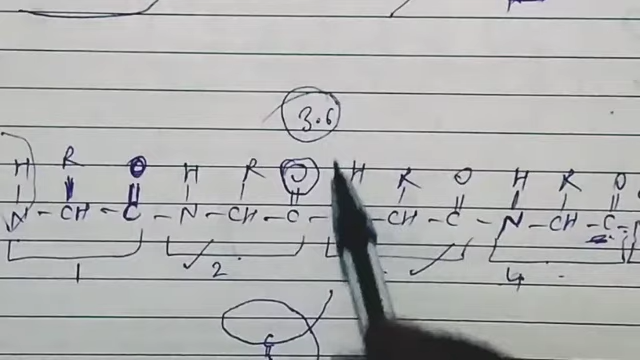 3.6
H R O H R O H R O H R O
N - CH - C - N - CH - C - CH - C - N - CH - C - N
1 2 4
C